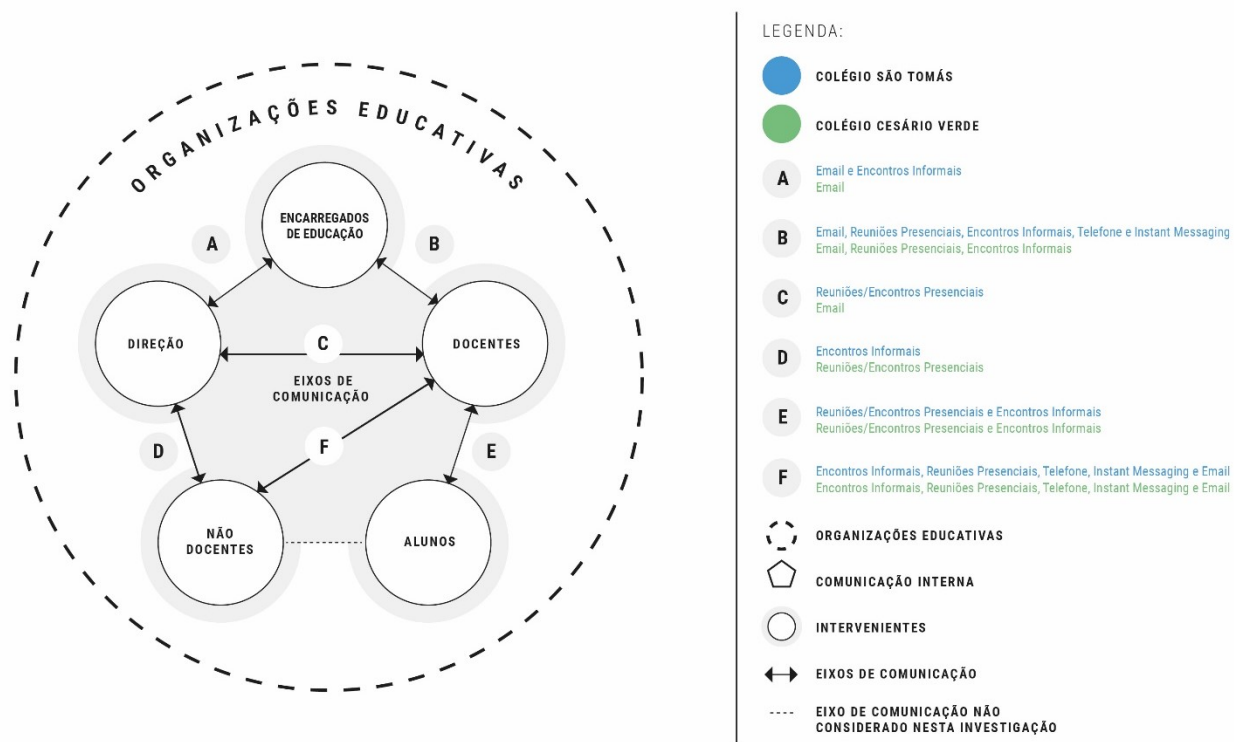 ORGANIZAÇÕES EDUCATIVAS
ENCARREGADOS
DE EDUCAÇÃO
A
B
DIREÇÃO
C
DOCENTES
EIXOS DE
COMUNICAÇÃO
D
F
E
NÃO
DOCENTES
ALUNOS
LEGENDA:
COLÉGIO SÃO TOMÁS
COLÉGIO CESÁRIO VERDE
A
Email e Encontros Informais
Email
B
Email, Reuniões Presenciais, Encontros Informais, Telefone e Instant Messaging
Email, Reuniões Presenciais, Encontros Informais
C
Reuniões/Encontros Presenciais
Email
D
Encontros Informais
Reuniões/Encontros Presenciais
E
Reuniões/Encontros Presenciais e Encontros Informais
Reuniões/Encontros Presenciais e Encontros Informais
F
Encontros Informais, Reuniões Presenciais, Telefone, Instant Messaging e Email
Encontros Informais, Reuniões Presenciais, Telefone, Instant Messaging e Email
ORGANIZAÇÕES EDUCATIVAS
COMUNICAÇÃO INTERNA
INTERVENIENTES
EIXOS DE COMUNICAÇÃO
EIXO DE COMUNICAÇÃO NÃO
CONSIDERADO NESTA INVESTIGAÇÃO